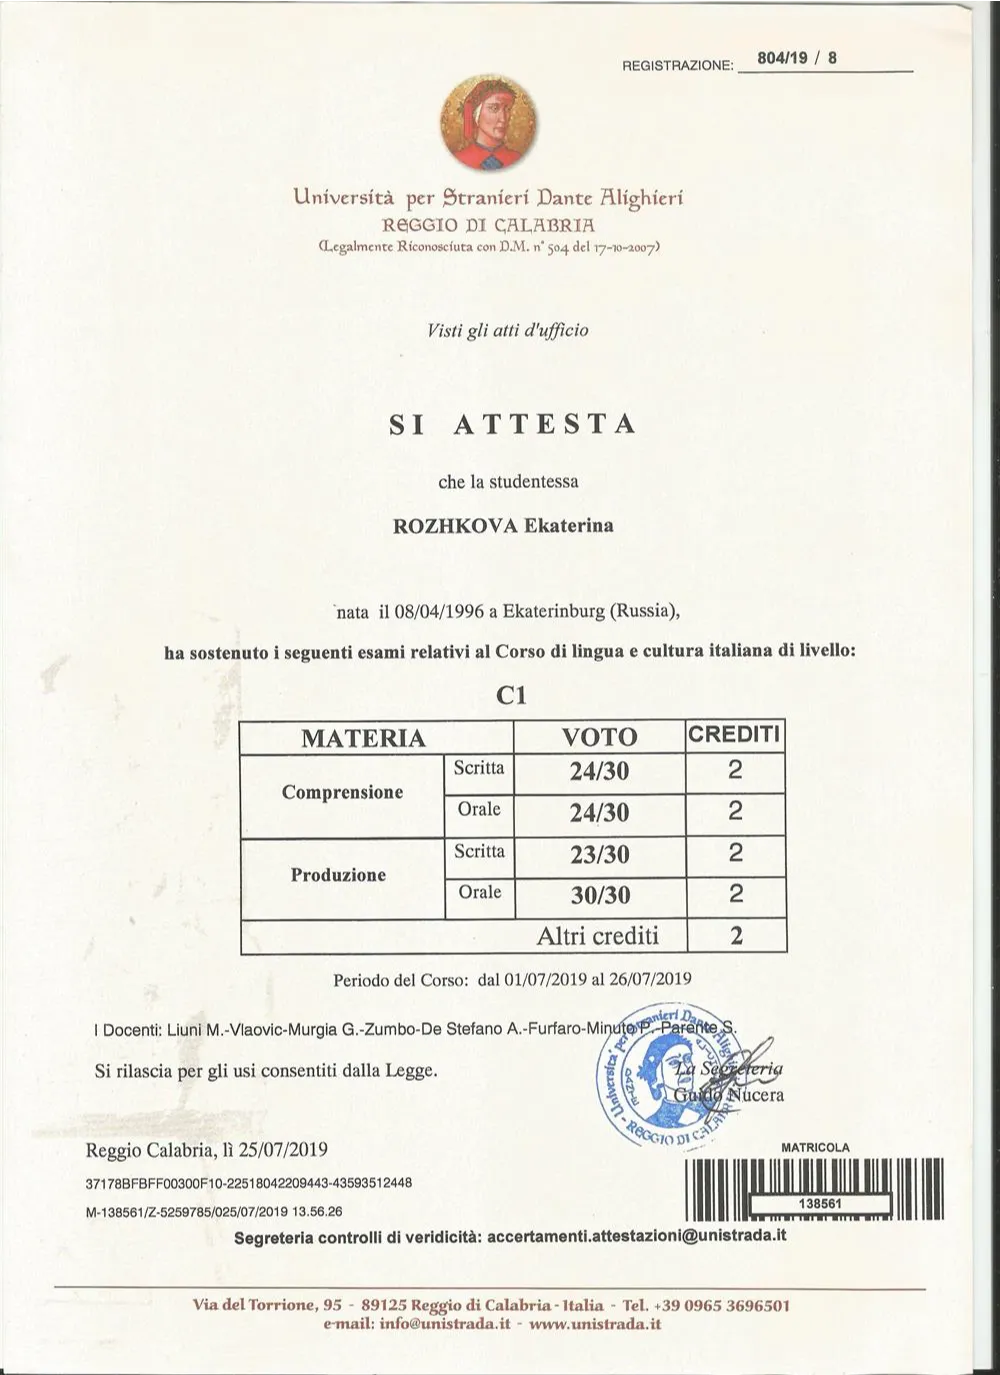 REGISTRAZIONE: 804/19 / 8
Università per Stranieri Dante Alighieri
REGGIO DI CALABRIA
(Legalmente Riconosciuta con D.M. n° 504 del 17-10-2007)
Visti gli atti d'ufficio
SI ATTESTA
che la studentessa
ROZHKOVA Ekaterina
nata il 08/04/1996 a Ekaterinburg (Russia),
ha sostenuto i seguenti esami relativi al Corso di lingua e cultura italiana di livello:
C1
MATERIA VOTO CREDITI
Comprensione Scritta 24/30 2
Orale 24/30 2
Produzione Scritta 23/30 2
Orale 30/30 2
Altri crediti 2
Periodo del Corso: dal 01/07/2019 al 26/07/2019
I Docenti: Liuni M.-Vlaovic-Murgia G.-Zumbo-De Stefano A.-Furfaro-Minuto P.-Parente S.
Si rilascia per gli usi consentiti dalla Legge.
La Segreteria
Guido Nucera
Università per Stranieri Dante Alighieri
REGGIO DI CALABRIA
Reggio Calabria, lì 25/07/2019
MATRICOLA
37178BFBFF00300F10-22518042209443-43593512448
138561
M-138561/Z-5259785/025/07/2019 13.56.26
Segreteria controlli di veridicità: accertamenti.attestazioni@unistrada.it
Via del Torrione, 95 - 89125 Reggio di Calabria - Italia - Tel. +39 0965 3696501
e-mail: info@unistrada.it - www.unistrada.it